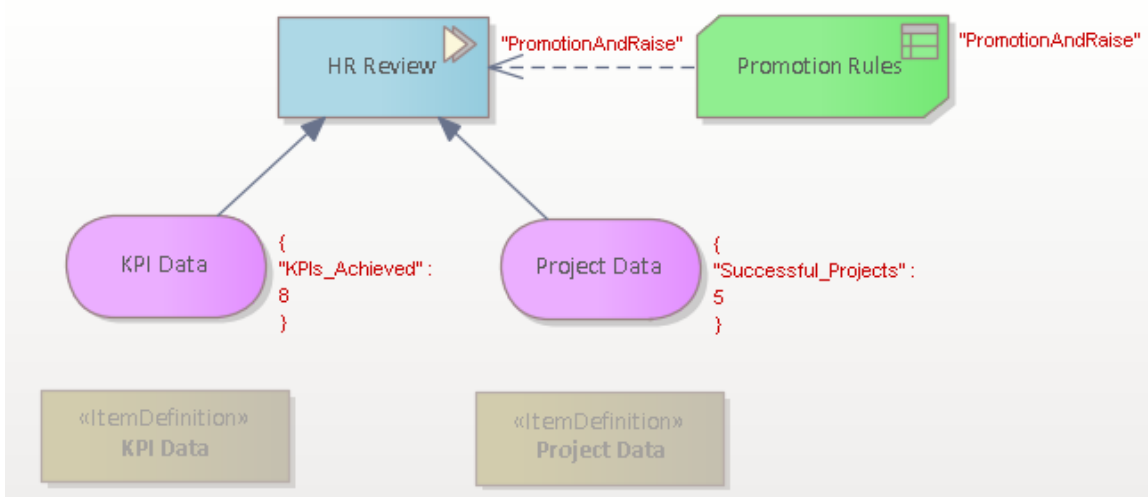 HR Review
"PromotionAndRaise"
Promotion Rules
"PromotionAndRaise"
KPI Data
{
"KPIs_Achieved" :
8
}
Project Data
{
"Successful_Projects" :
5
}
«ItemDefinition»
KPI Data
«ItemDefinition»
Project Data